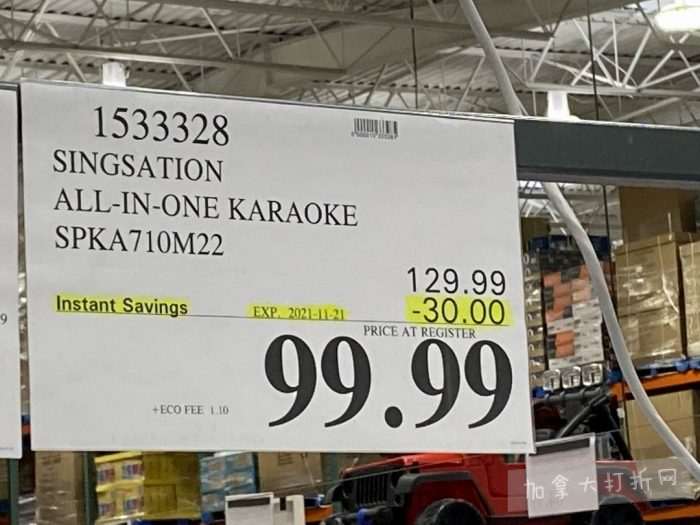 1533328
SINGSATION
ALL-IN-ONE KARAOKE
SPKA710M22
129.99
Instant Savings EXP. 2021-11-21 -30.00
PRICE AT REGISTER
99.99
+ECO FEE 1.10
9
加拿大打折网